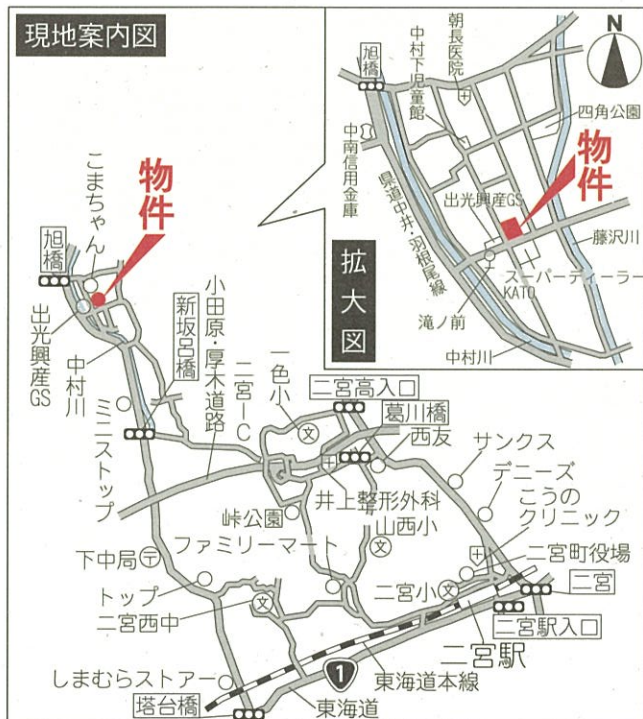 現地案内図
物件
こまちゃん
旭橋
出光興産GS
中村川
新坂呂橋
小田原・厚木道路
ミニストップ
二宮IC
一色小
文
二宮高入口
葛川橋
西友
サンクス
デニーズ
こうの
クリニック
井上整形外科
山西小
文
峠公園
ファミリーマート
下中局
〒
トップ
二宮西中
文
二宮小
文
二宮町役場
二宮
二宮駅入口
二宮駅
しまむらストアー
塔台橋
1
東海道本線
東海道
N
朝長医院
中村下児童館
旭橋
中南信用金庫
四角公園
県道中井・羽根尾線
出光興産GS
物件
藤沢川
スーパーディーラー
KATO
滝ノ前
中村川
拡大図